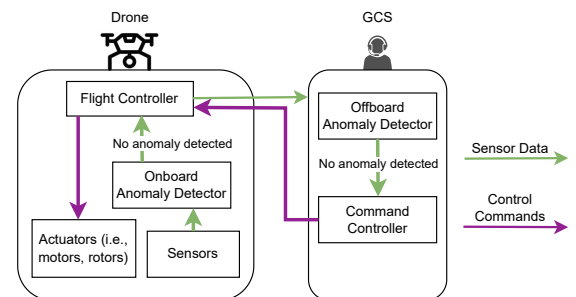 Drone
GCS
Flight Controller
No anomaly detected
Onboard
Anomaly Detector
Actuators (i.e.,
motors, rotors)
Sensors
Offboard
Anomaly Detector
No anomaly detected
Command
Controller
Sensor Data
Control
Commands